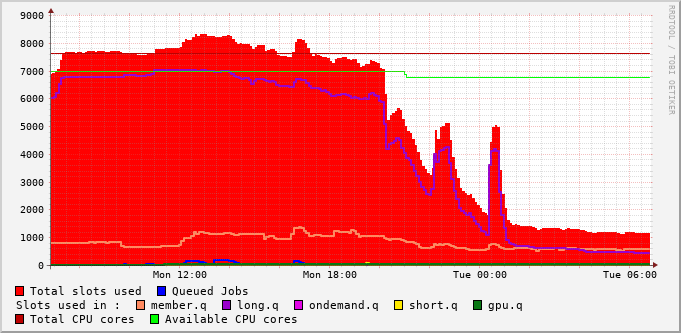 9000
8000
7000
6000
5000
4000
3000
2000
1000
0
Mon 12:00 Mon 18:00 Tue 00:00 Tue 06:00
RRDTOOL / TOBI OETIKER
Total slots used Queued Jobs
Slots used in : member.q long.q ondemand.q short.q gpu.q
Total CPU cores Available CPU cores